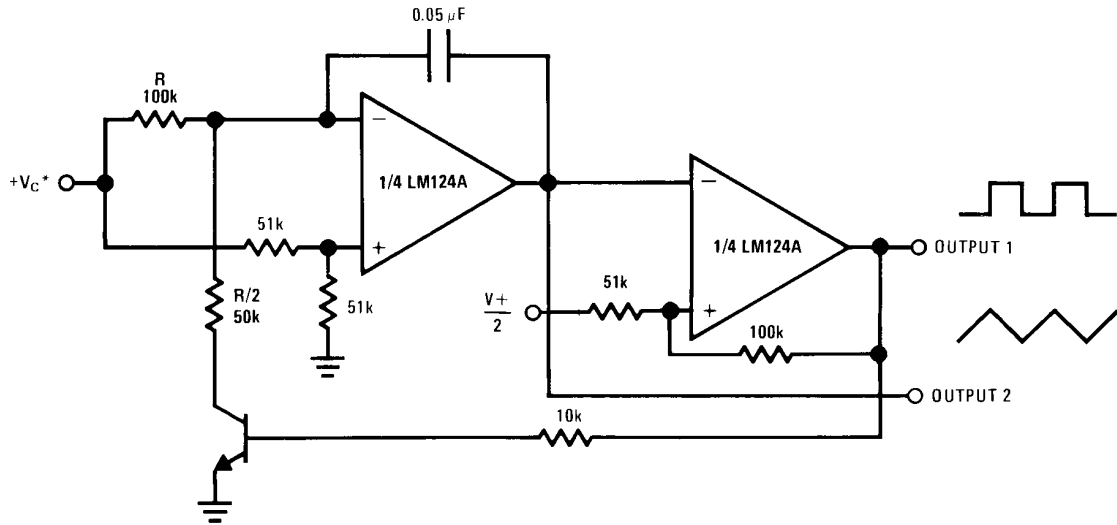 0.05 μF
R
100k
+VC*
−
1/4 LM124A
+
51k
51k
R/2
50k
−
1/4 LM124A
+
51k
V+
2
100k
OUTPUT 1
OUTPUT 2
10k